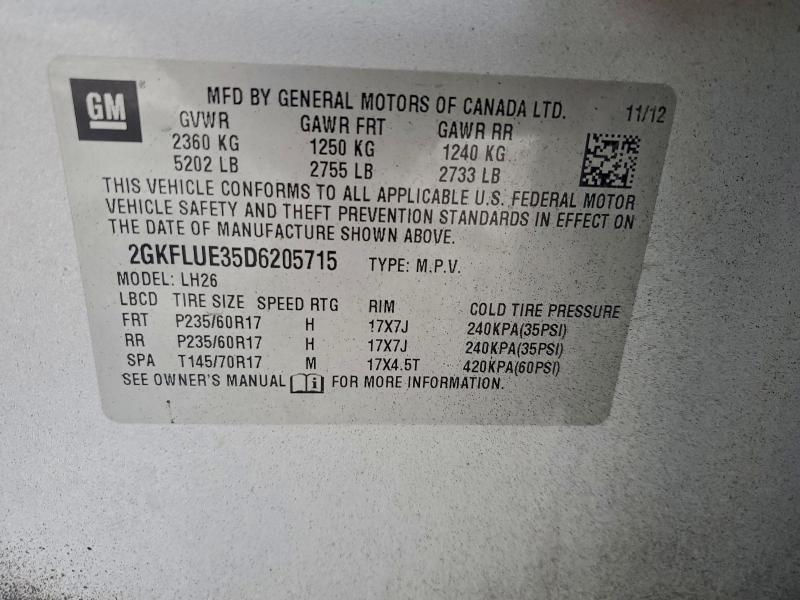 GM
MFD BY GENERAL MOTORS OF CANADA LTD. 11/12
GVWR GAWR FRT GAWR RR
2360 KG 1250 KG 1240 KG
5202 LB 2755 LB 2733 LB
THIS VEHICLE CONFORMS TO ALL APPLICABLE U.S. FEDERAL MOTOR
VEHICLE SAFETY AND THEFT PREVENTION STANDARDS IN EFFECT ON
THE DATE OF MANUFACTURE SHOWN ABOVE.
2GKFLUE35D6205715 TYPE: M.P.V.
MODEL: LH26
LBCD TIRE SIZE SPEED RTG RIM COLD TIRE PRESSURE
FRT P235/60R17 H 17X7J 240KPA(35PSI)
RR P235/60R17 H 17X7J 240KPA(35PSI)
SPA T145/70R17 M 17X4.5T 420KPA(60PSI)
SEE OWNER'S MANUAL i FOR MORE INFORMATION.